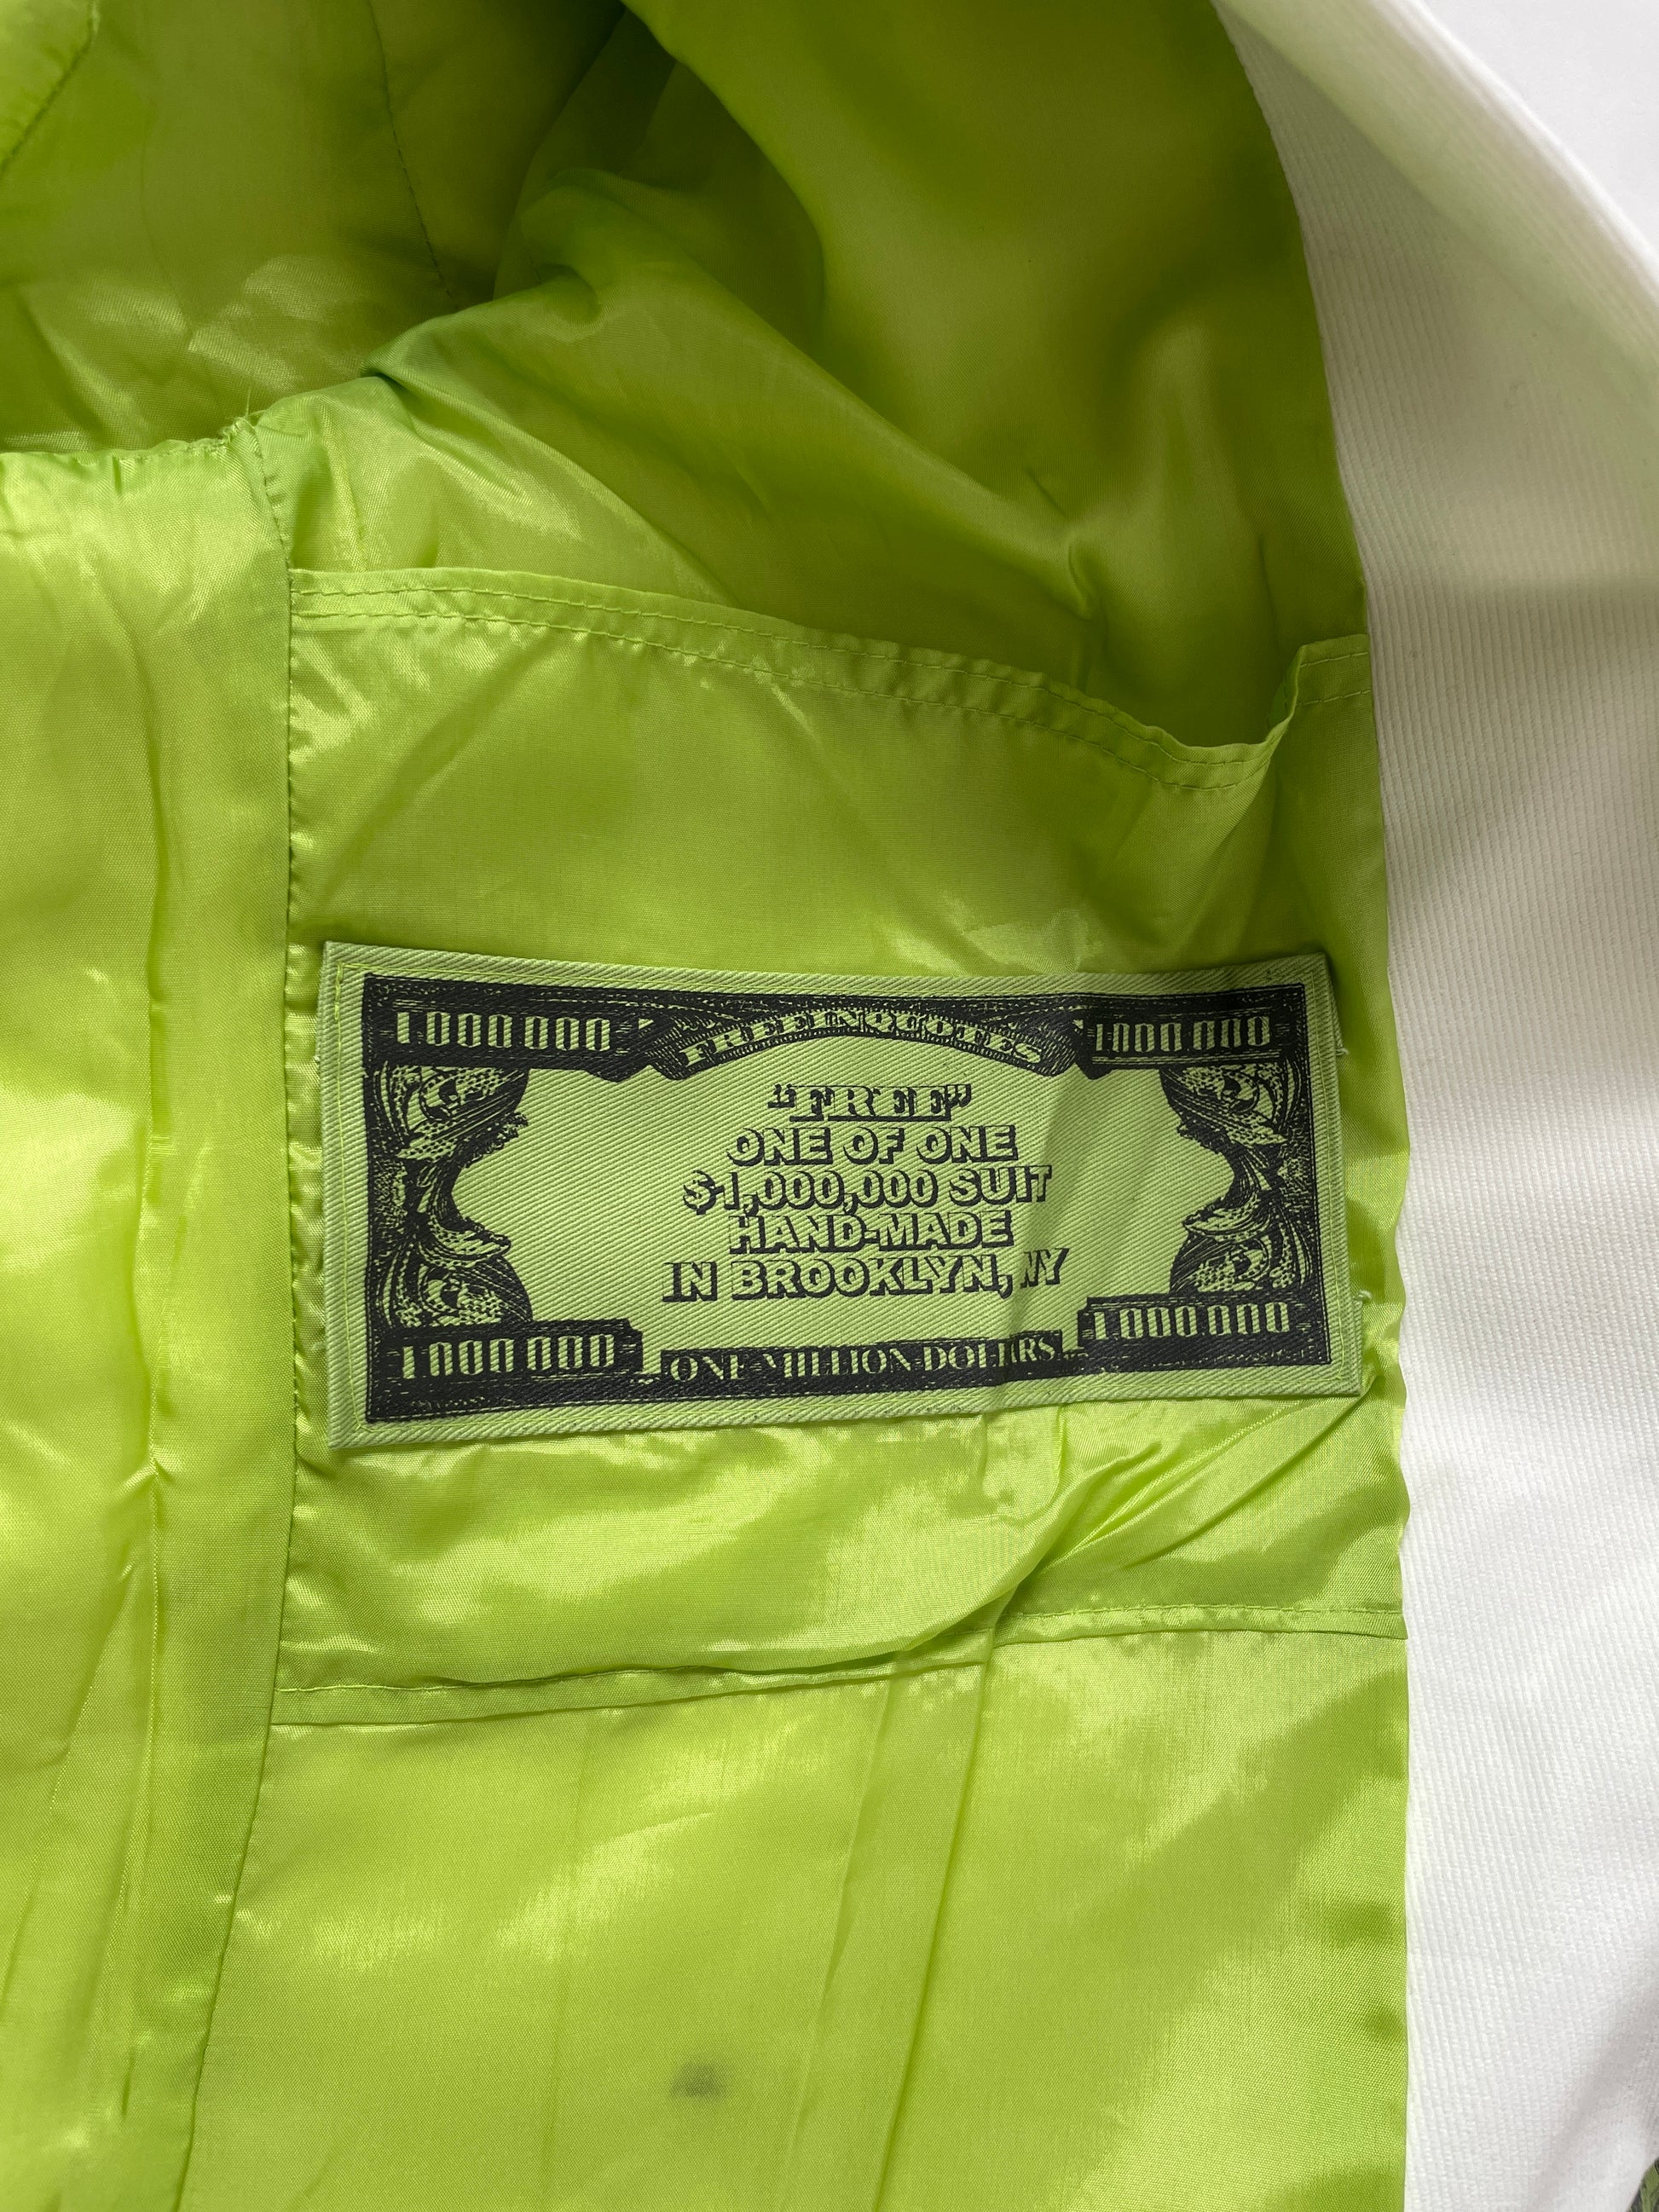 1000000 FREEINQUOTES 1000000
"FREE"
ONE OF ONE
$1,000,000 SUIT
HAND-MADE
IN BROOKLYN, NY
1000000 ONE MILLION DOLLARS 1000000